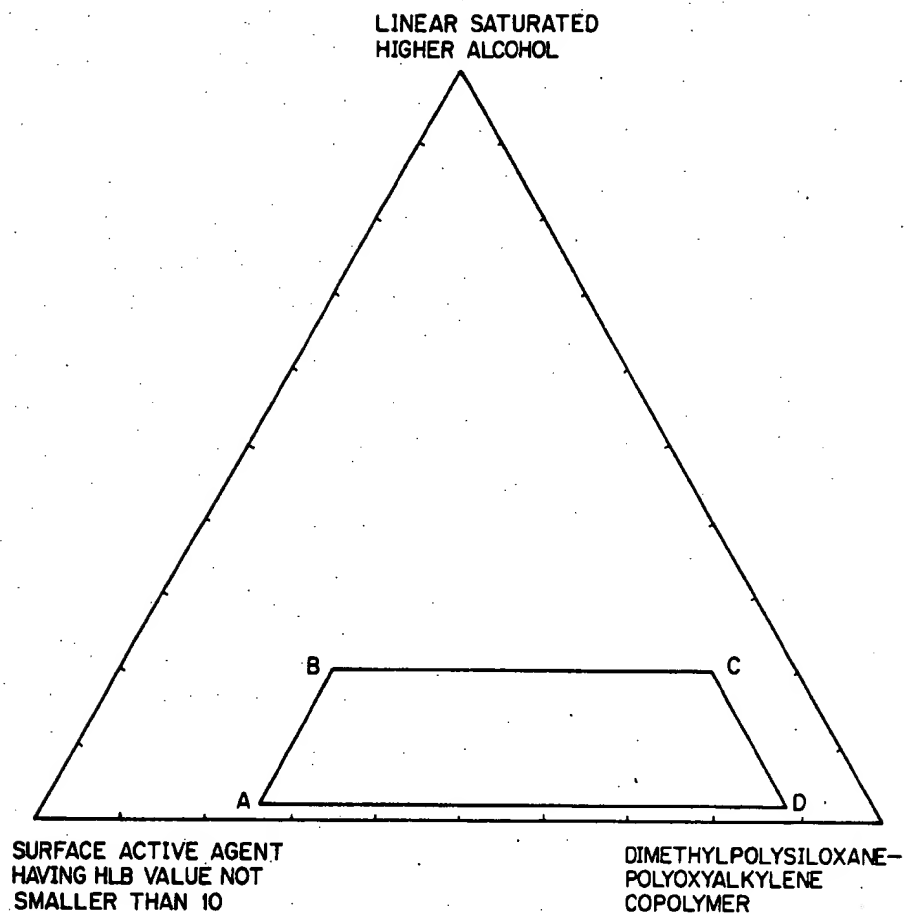 LINEAR SATURATED
HIGHER ALCOHOL
B
C
A
D
SURFACE ACTIVE AGENT
HAVING HLB VALUE NOT
SMALLER THAN 10
DIMETHYLPOLYSILOXANE-
POLYOXYALKYLENE
COPOLYMER